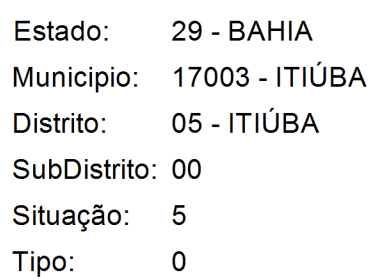 Estado: 29 - BAHIA
Municipio: 17003 - ITIÚBA
Distrito: 05 - ITIÚBA
SubDistrito: 00
Situação: 5
Tipo: 0